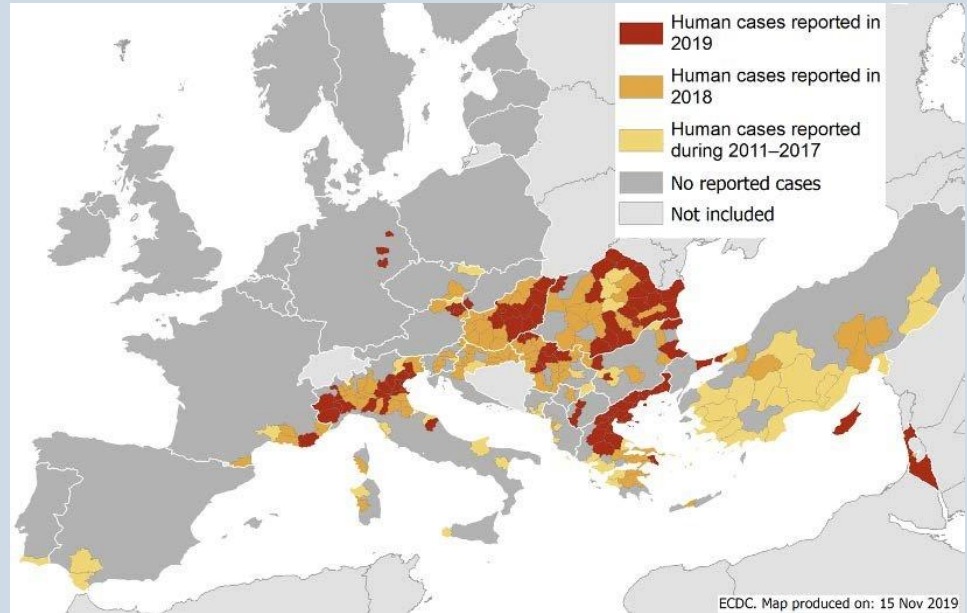 Human cases reported in
2019
Human cases reported in
2018
Human cases reported
during 2011–2017
No reported cases
Not included
ECDC. Map produced on: 15 Nov 2019